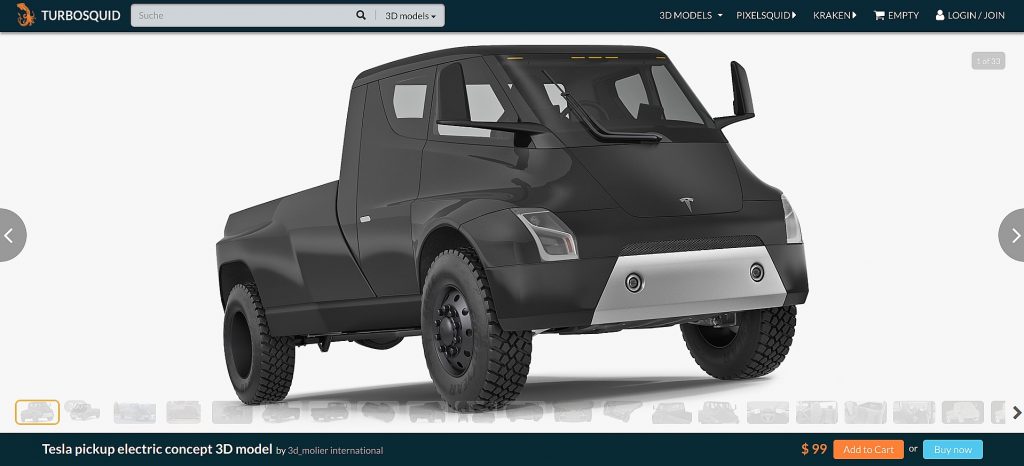 TURBOSQUID
Suche
3D models
3D MODELS
PIXELSQUID
KRAKEN
EMPTY
LOGIN / JOIN
1 of 33
Tesla pickup electric concept 3D model by 3d_molier international
$ 99
Add to Cart
or
Buy now